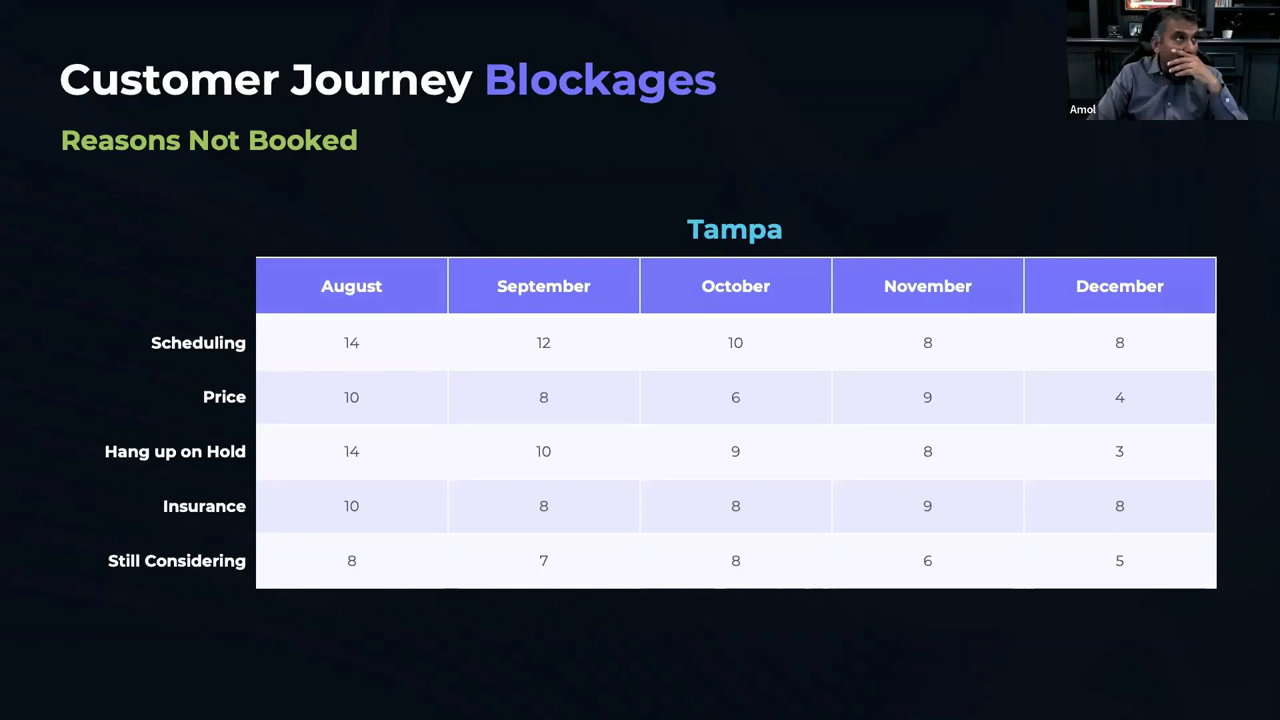 Customer Journey Blockages
Amol
Reasons Not Booked
Tampa
August September October November December
Scheduling 14 12 10 8 8
Price 10 8 6 9 4
Hang up on Hold 14 10 9 8 3
Insurance 10 8 8 9 8
Still Considering 8 7 8 6 5